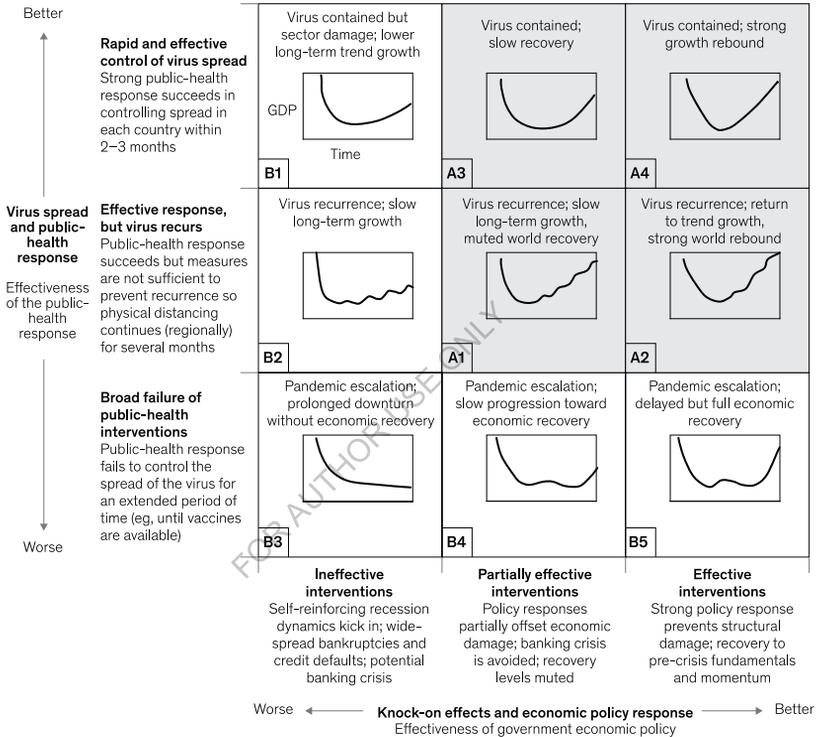 Better
Rapid and effective
control of virus spread
Strong public-health
response succeeds in
controlling spread in
each country within
2–3 months
Virus contained but
sector damage; lower
long-term trend growth
GDP
Time
B1
Virus contained;
slow recovery
A3
Virus contained; strong
growth rebound
A4
Virus spread
and public-
health
response
Effectiveness
of the public-
health
response
Effective response,
but virus recurs
Public-health response
succeeds but measures
are not sufficient to
prevent recurrence so
physical distancing
continues (regionally)
for several months
Virus recurrence; slow
long-term growth
B2
Virus recurrence; slow
long-term growth,
muted world recovery
A1
Virus recurrence; return
to trend growth,
strong world rebound
A2
Broad failure of
public-health
interventions
Public-health response
fails to control the
spread of the virus for
an extended period of
time (eg, until vaccines
are available)
Worse
Pandemic escalation;
prolonged downturn
without economic recovery
B3
Pandemic escalation;
slow progression toward
economic recovery
B4
Pandemic escalation;
delayed but full economic
recovery
B5
FOR AUTHOR USE ONLY
Ineffective
interventions
Self-reinforcing recession
dynamics kick in; wide-
spread bankruptcies and
credit defaults; potential
banking crisis
Partially effective
interventions
Policy responses
partially offset economic
damage; banking crisis
is avoided; recovery
levels muted
Effective
interventions
Strong policy response
prevents structural
damage; recovery to
pre-crisis fundamentals
and momentum
Worse
Knock-on effects and economic policy response
Better
Effectiveness of government economic policy